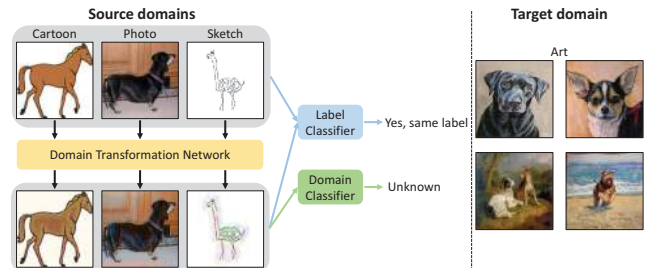 Source domains
Target domain
Cartoon
Photo
Sketch
Art
Label
Classifier
Yes, same label
Domain Transformation Network
Domain
Classifier
Unknown